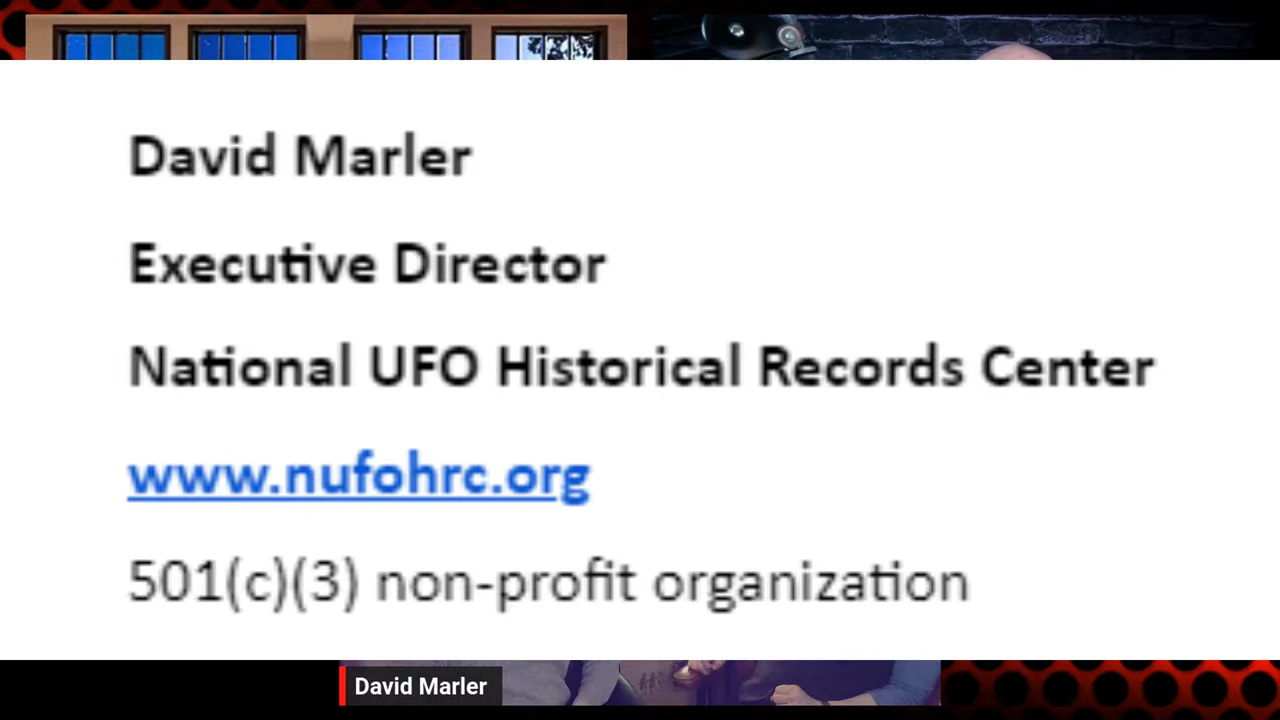 David Marler
Executive Director
National UFO Historical Records Center
www.nufohrc.org
501(c)(3) non-profit organization
David Marler